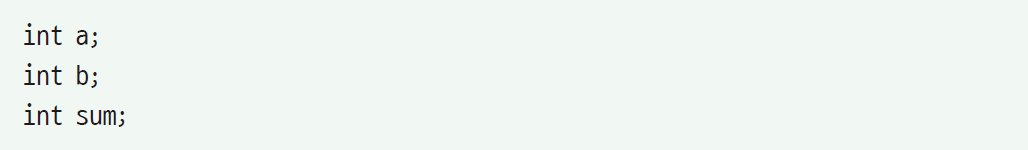 int a;
int b;
int sum;